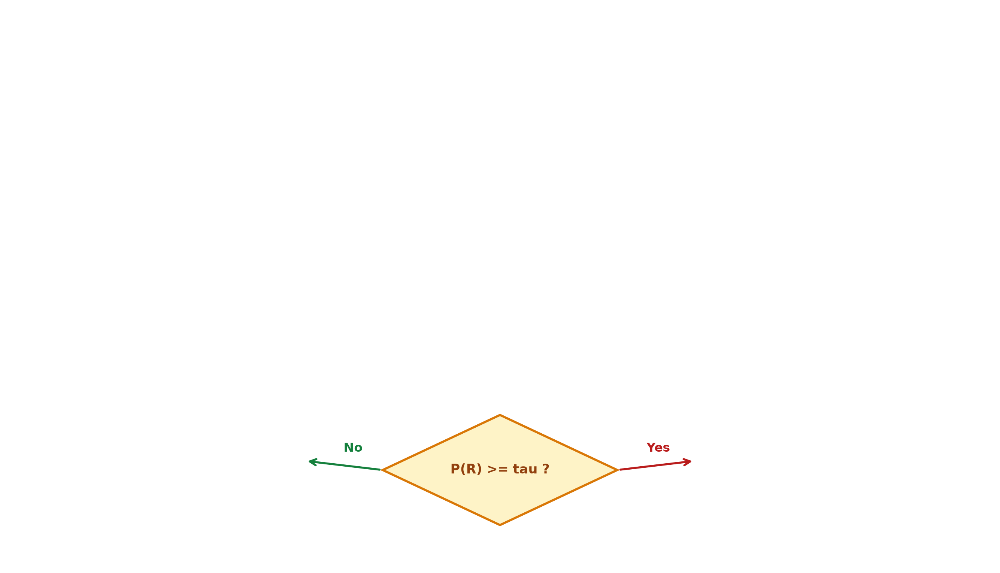 No
Yes
P(R) >= tau ?